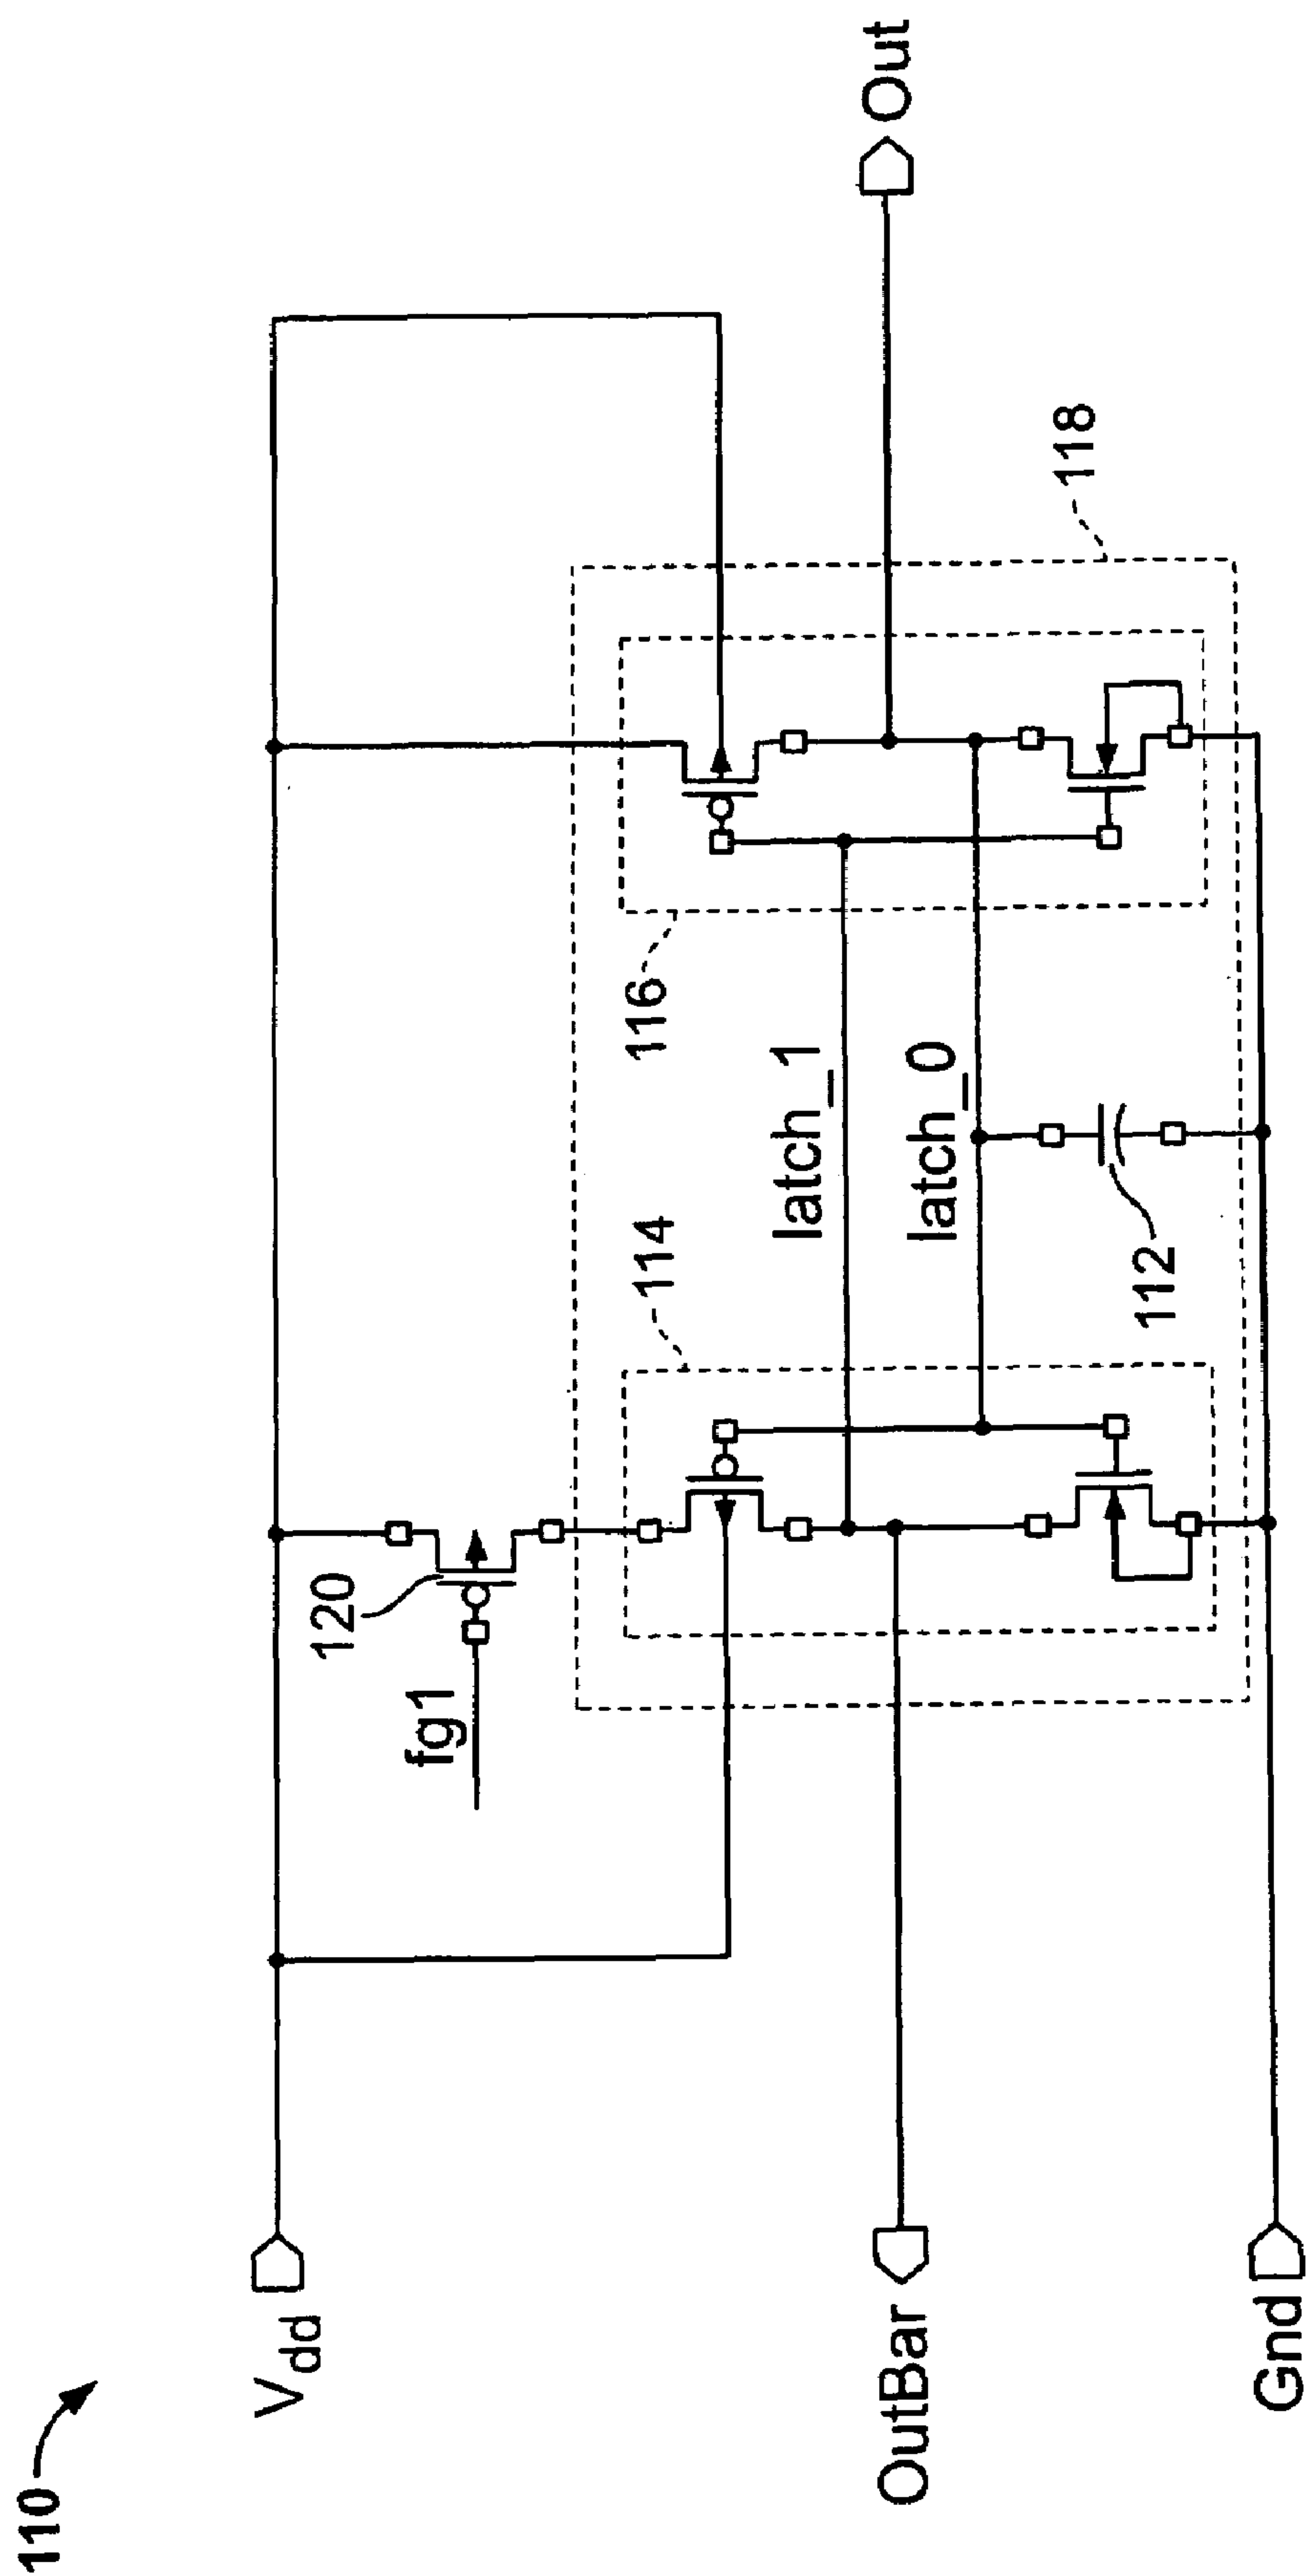 110
Vdd
120
fg1
114
116
118
latch_1
latch_0
OutBar
Out
112
Gnd